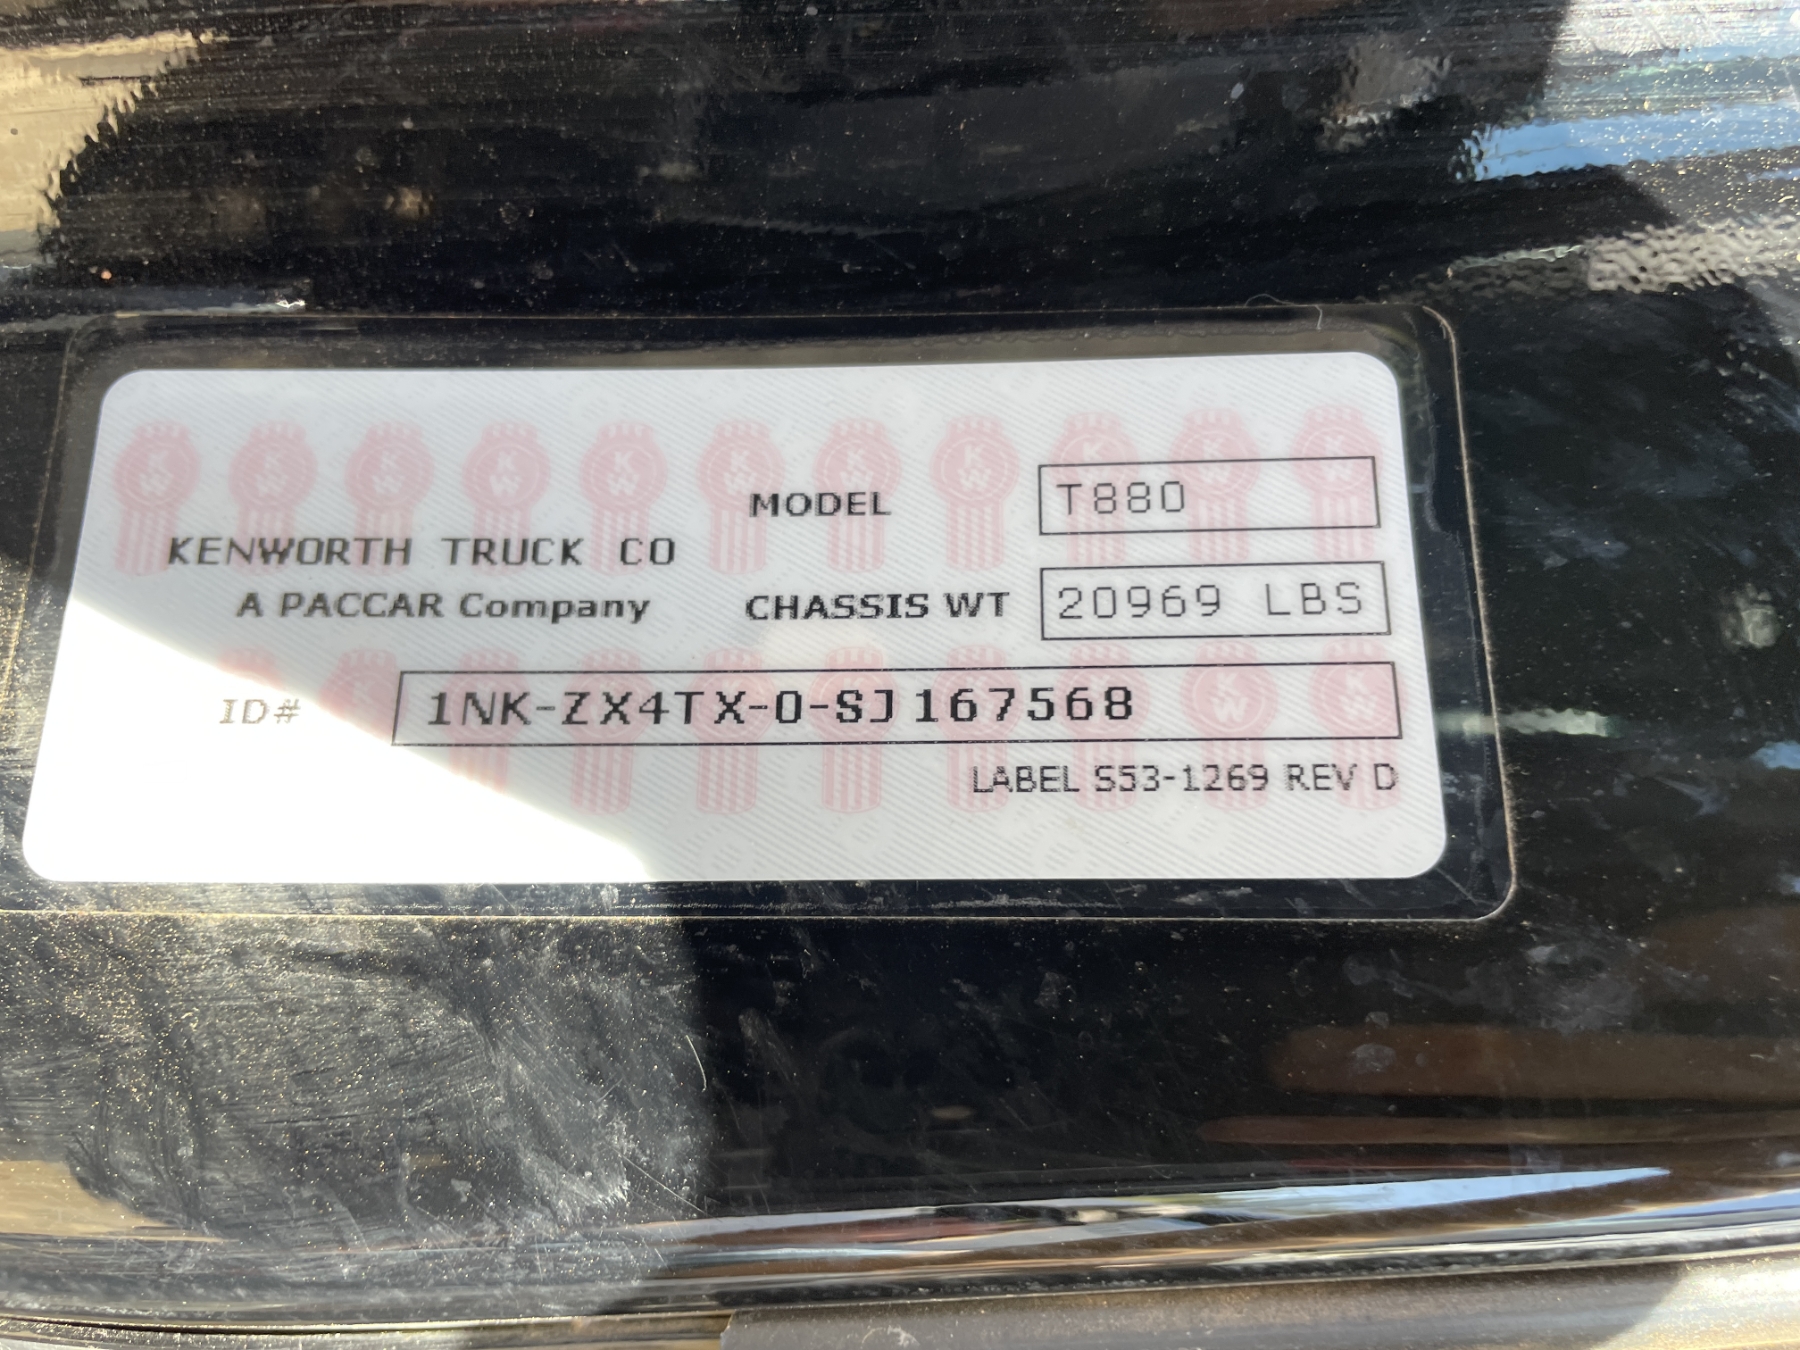 MODEL T880
KENWORTH TRUCK CO
A PACCAR Company
CHASSIS WT 20969 LBS
ID# 1NK-ZX4TX-0-SJ167568
LABEL S53-1269 REV D